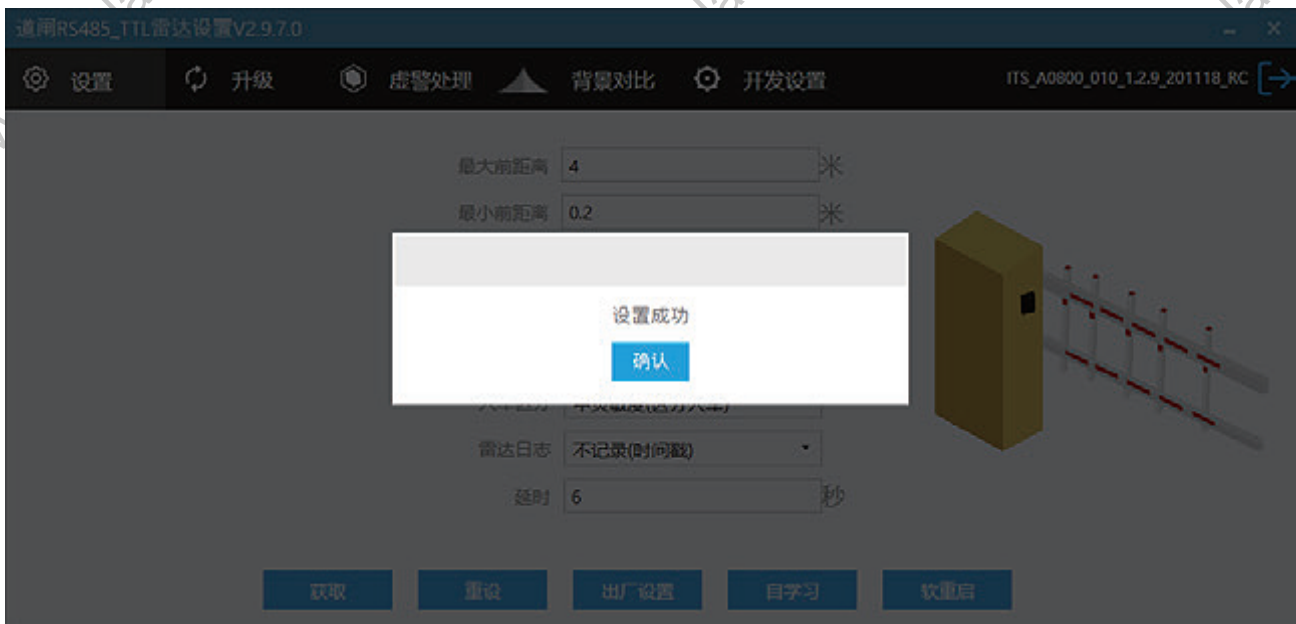 道闸RS485_TTL雷达设置V2.9.7.0
设置 升级 虚警处理 背景对比 开发设置 ITS_A0800_010_1.2.9_201118_RC
最大前距离 4 米
最小前距离 0.2 米
设置成功
确认
雷达日志 不记录(时间戳)
延时 6 秒
获取 重设 出厂设置 自学习 软重启